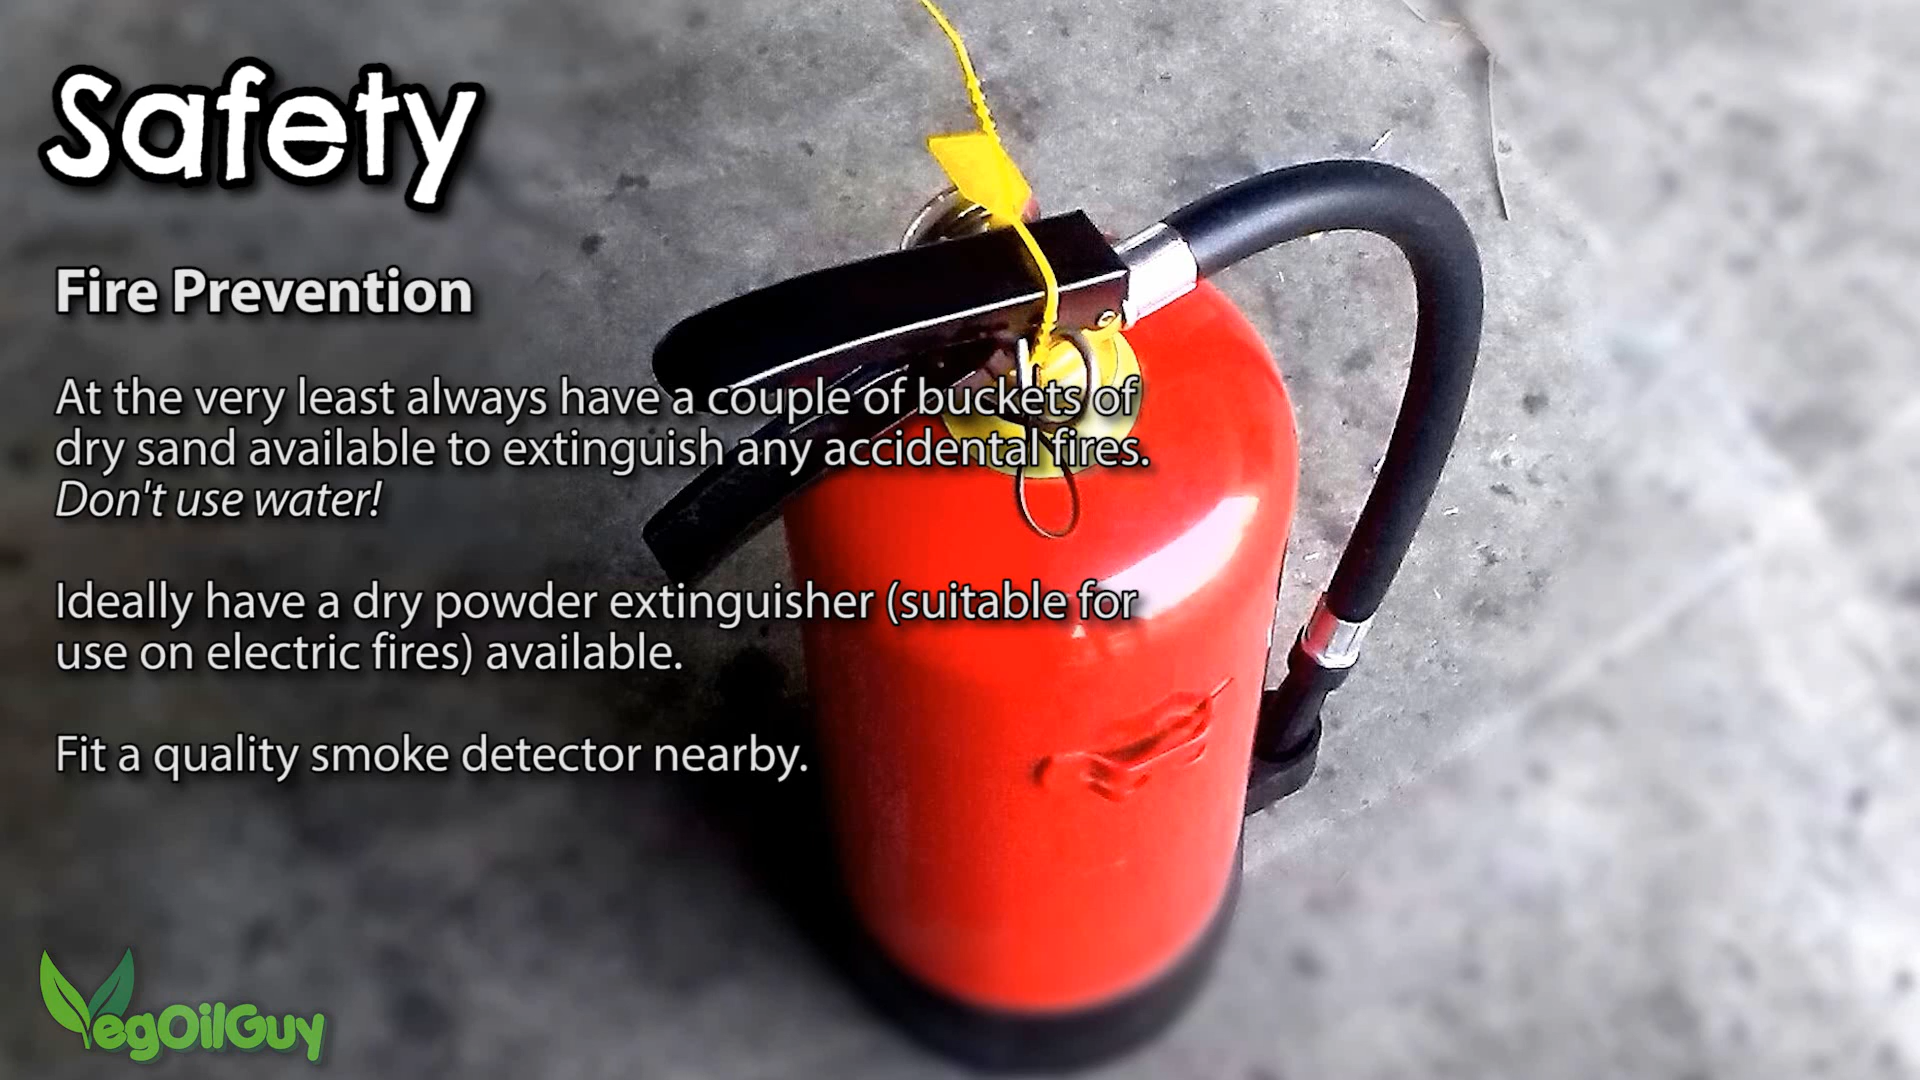 Safety
Fire Prevention
At the very least always have a couple of buckets of
dry sand available to extinguish any accidental fires.
Don't use water!
Ideally have a dry powder extinguisher (suitable for
use on electric fires) available.
Fit a quality smoke detector nearby.
VegOilGuy